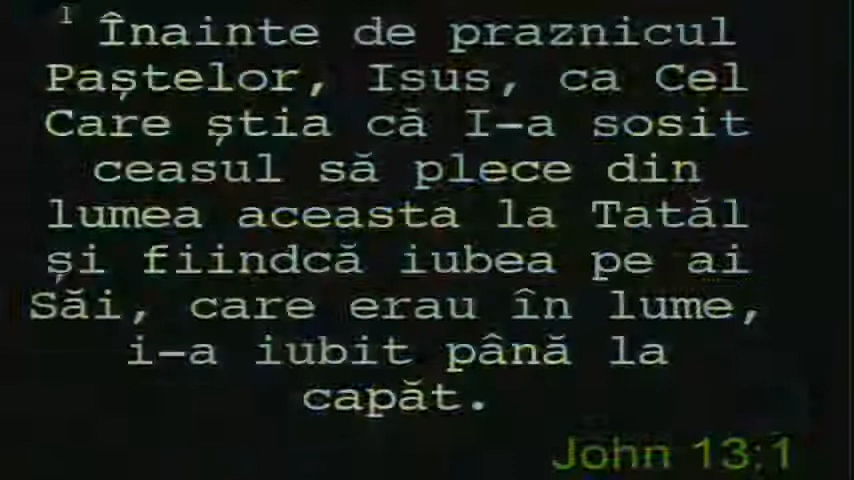 1 Înainte de praznicul
Paștelor, Isus, ca Cel
Care știa că I-a sosit
ceasul să plece din
lumea aceasta la Tatăl
și fiindcă iubea pe ai
Săi, care erau în lume,
i-a iubit până la
capăt.
John 13:1